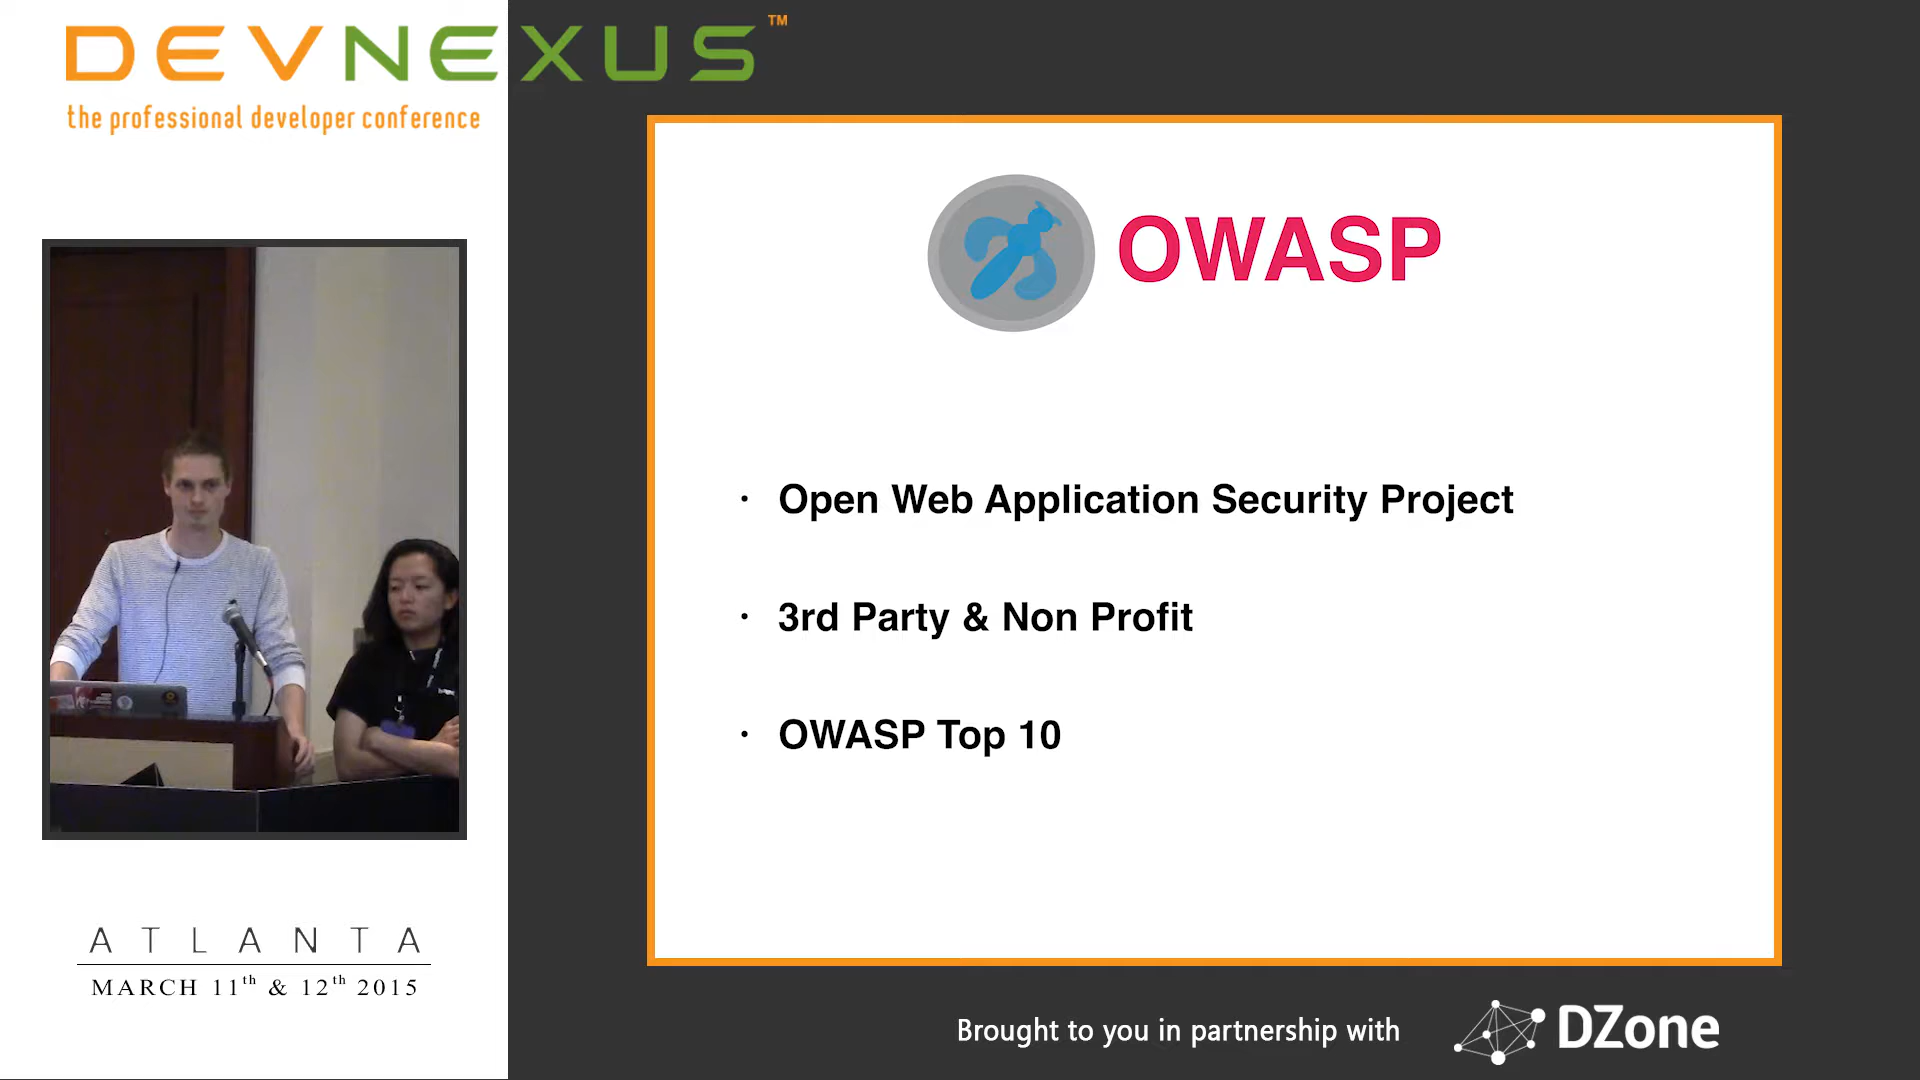 DEVNEXUS™
the professional developer conference
OWASP
· Open Web Application Security Project
· 3rd Party & Non Profit
· OWASP Top 10
ATLANTA
MARCH 11th & 12th 2015
Brought to you in partnership with
DZone